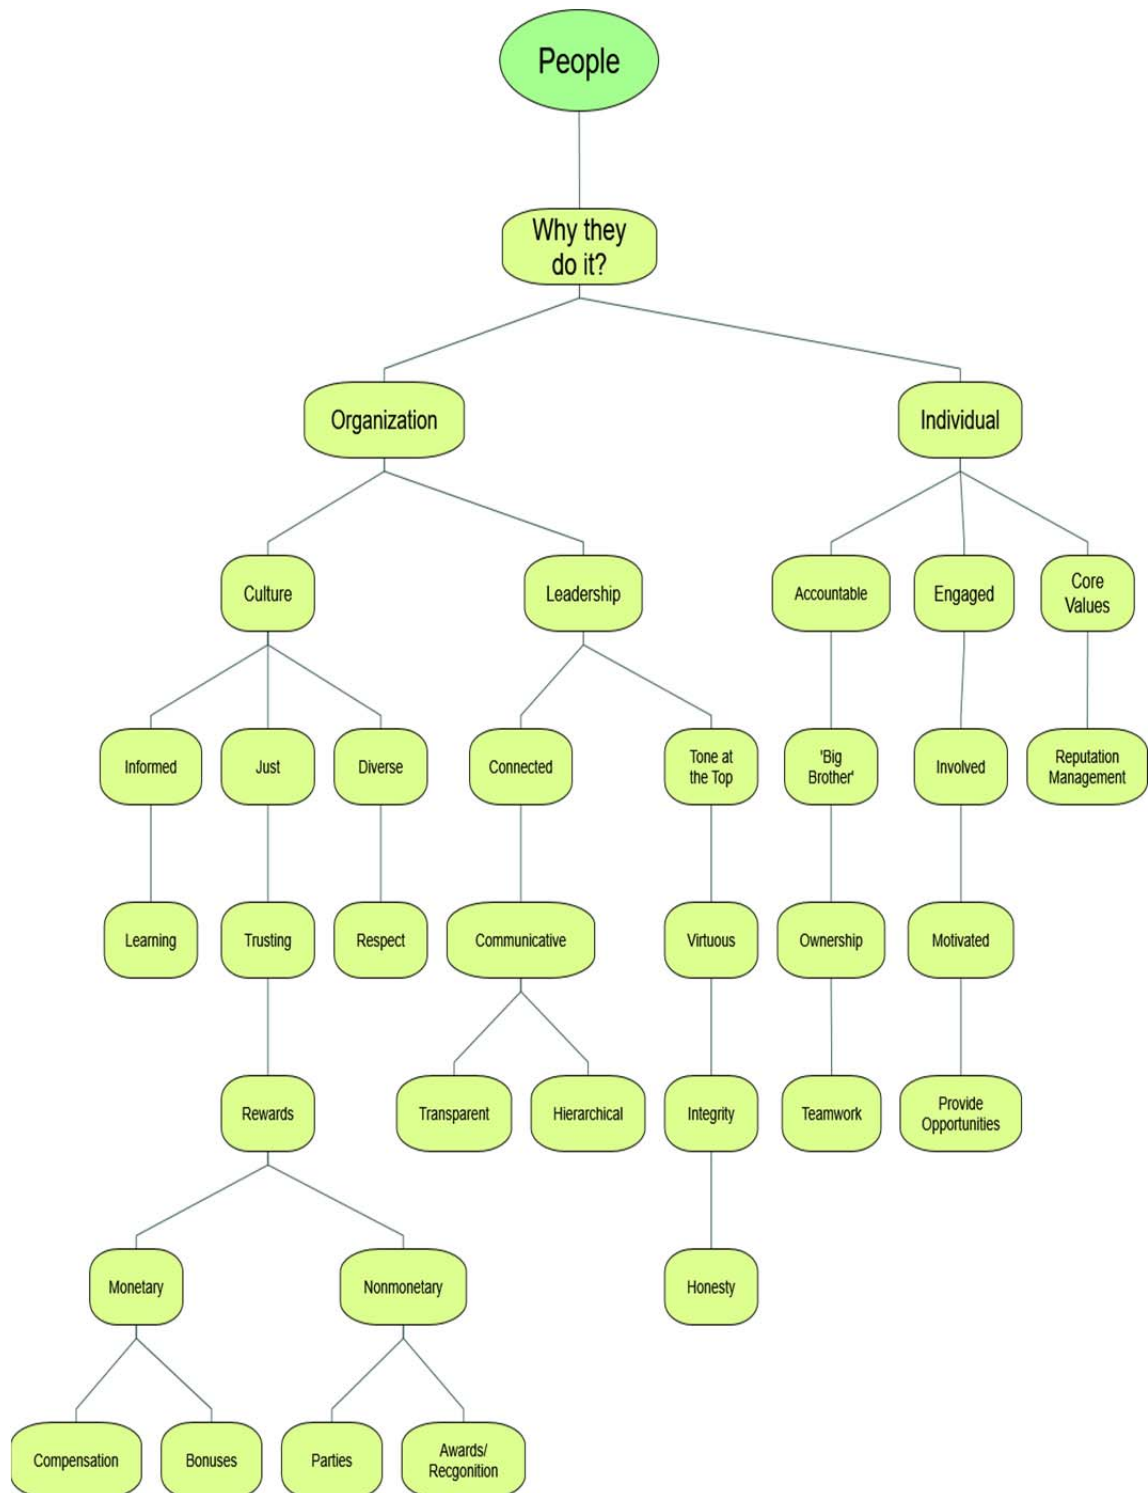 People
Why they
do it?
Organization
Individual
Culture
Leadership
Accountable
Engaged
Core
Values
Informed
Just
Diverse
Connected
Tone at
the Top
'Big
Brother'
Involved
Reputation
Management
Learning
Trusting
Respect
Communicative
Virtuous
Ownership
Motivated
Rewards
Transparent
Hierarchical
Integrity
Teamwork
Provide
Opportunities
Monetary
Nonmonetary
Honesty
Compensation
Bonuses
Parties
Awards/
Recgonition